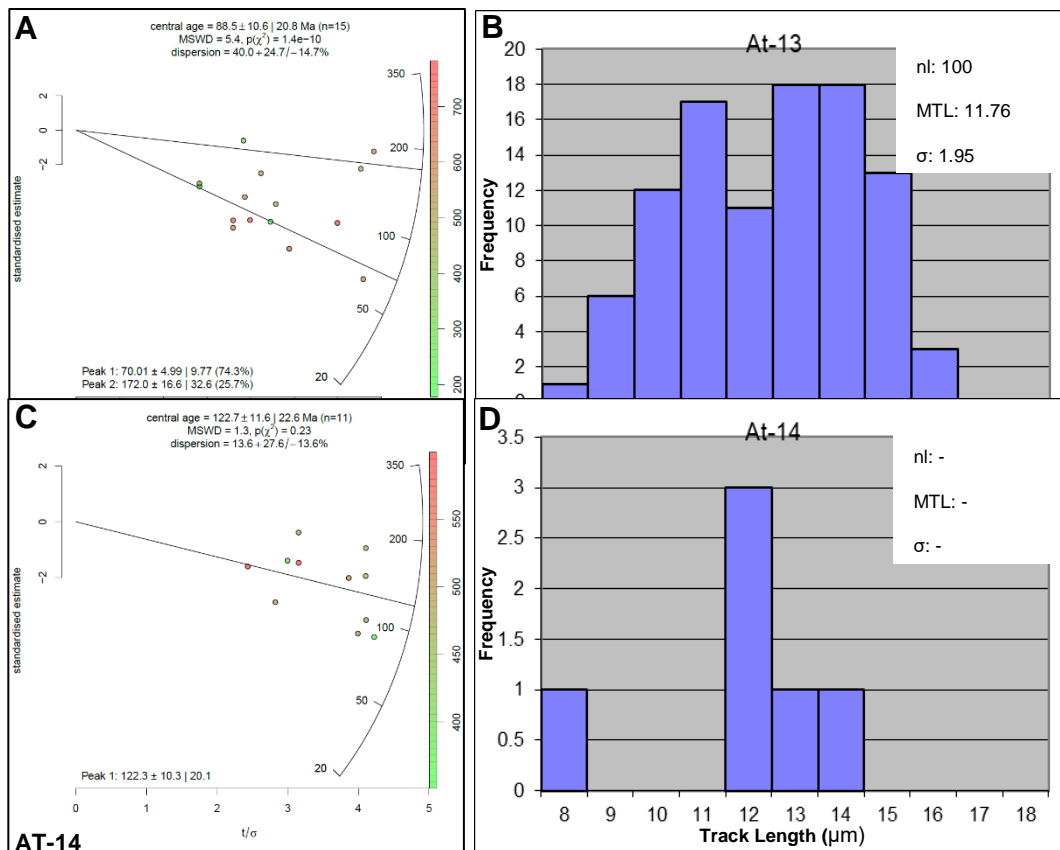 A
central age = 88.5 ± 10.6 | 20.8 Ma (n=15)
MSWD = 5.4, p(χ²) = 1.4e−10
dispersion = 40.0 + 24.7/ − 14.7%
2
0
−2
standardised estimate
350
200
100
50
20
700
600
500
400
300
200
Peak 1: 70.01 ± 4.99 | 9.77 (74.3%)
Peak 2: 172.0 ± 16.6 | 32.6 (25.7%)
B
At-13
nl: 100
MTL: 11.76
σ: 1.95
Frequency
20
18
16
14
12
10
8
6
4
2
0
C
central age = 122.7 ± 11.6 | 22.6 Ma (n=11)
MSWD = 1.3, p(χ²) = 0.23
dispersion = 13.6 + 27.6/ − 13.6%
2
0
−2
standardised estimate
350
200
100
50
20
550
500
450
400
Peak 1: 122.3 ± 10.3 | 20.1
0 1 2 3 4 5
t/σ
AT-14
D
At-14
nl: -
MTL: -
σ: -
Frequency
3.5
3
2.5
2
1.5
1
0.5
0
8 9 10 11 12 13 14 15 16 17 18
Track Length (µm)